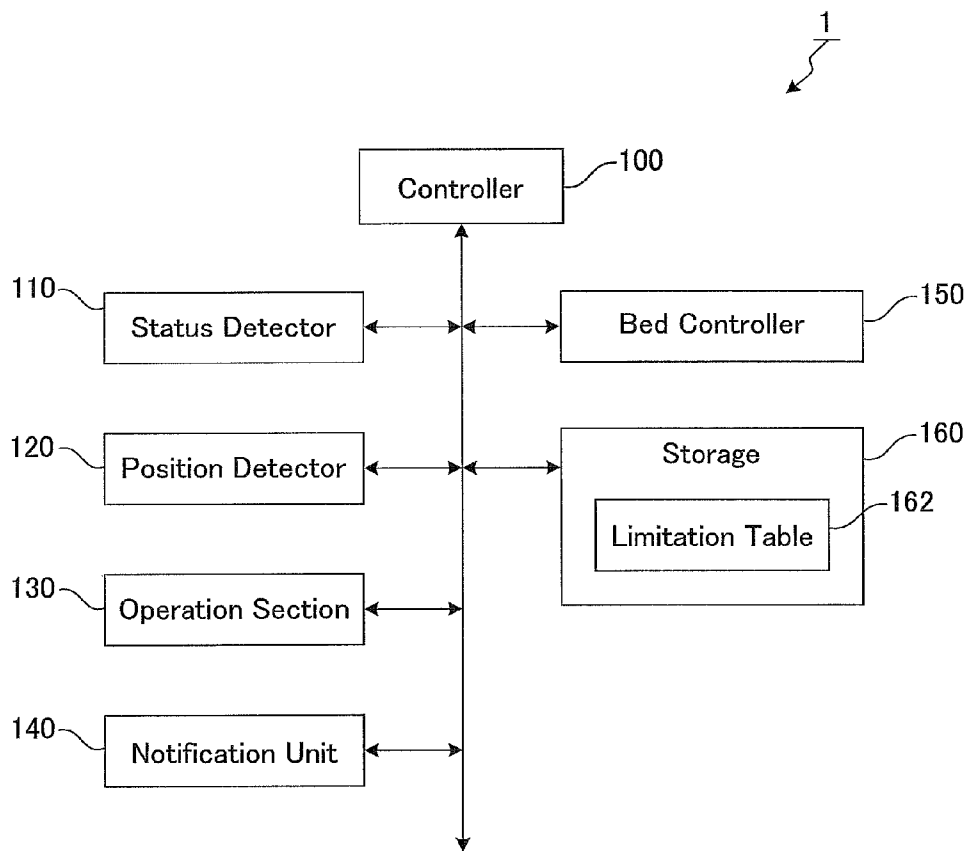 1
Controller
100
110
Status Detector
Bed Controller
150
120
Position Detector
Storage
160
Limitation Table
162
130
Operation Section
140
Notification Unit